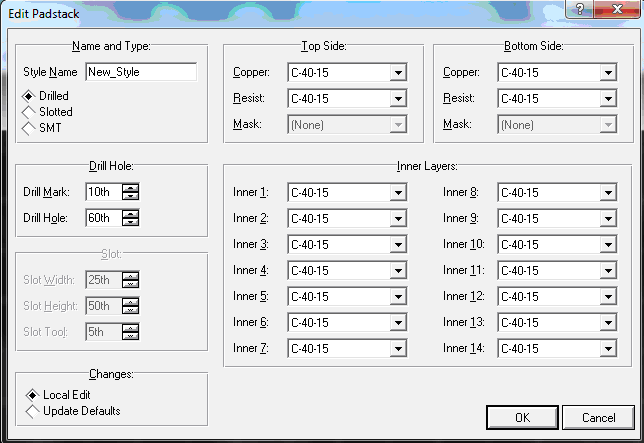 Edit Padstack
Name and Type:
Style Name New_Style
Drilled
Slotted
SMT
Top Side:
Copper: C-40-15
Resist: C-40-15
Mask: (None)
Bottom Side:
Copper: C-40-15
Resist: C-40-15
Mask: (None)
Drill Hole:
Drill Mark: 10th
Drill Hole: 60th
Slot:
Slot Width: 25th
Slot Height: 50th
Slot Tool: 5th
Changes:
Local Edit
Update Defaults
Inner Layers:
Inner 1: C-40-15
Inner 2: C-40-15
Inner 3: C-40-15
Inner 4: C-40-15
Inner 5: C-40-15
Inner 6: C-40-15
Inner 7: C-40-15
Inner 8: C-40-15
Inner 9: C-40-15
Inner 10: C-40-15
Inner 11: C-40-15
Inner 12: C-40-15
Inner 13: C-40-15
Inner 14: C-40-15
OK
Cancel